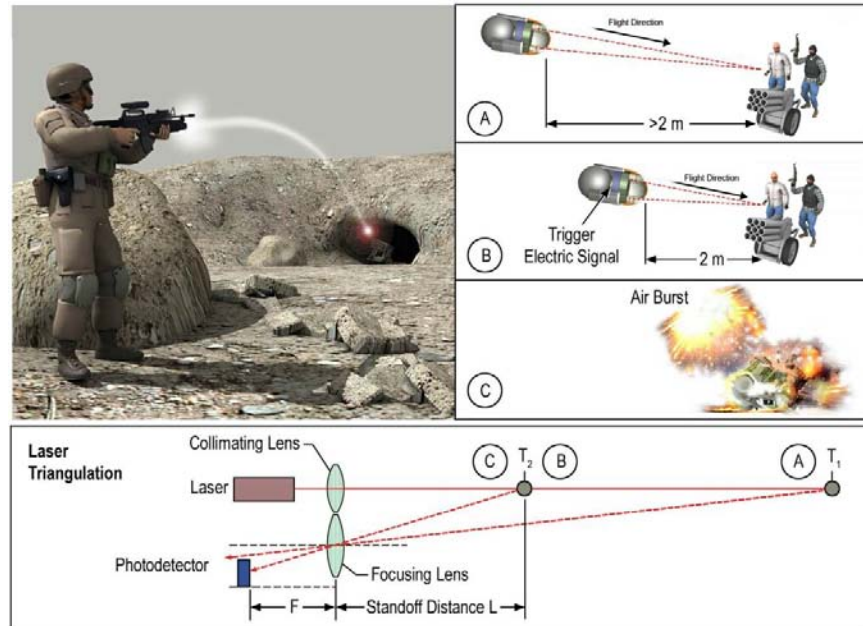 Flight Direction
A
>2 m
Flight Direction
Trigger
Electric Signal
B
2 m
Air Burst
C
Laser
Triangulation
Collimating Lens
C
T2
B
A
T1
Laser
Photodetector
Focusing Lens
F
Standoff Distance L